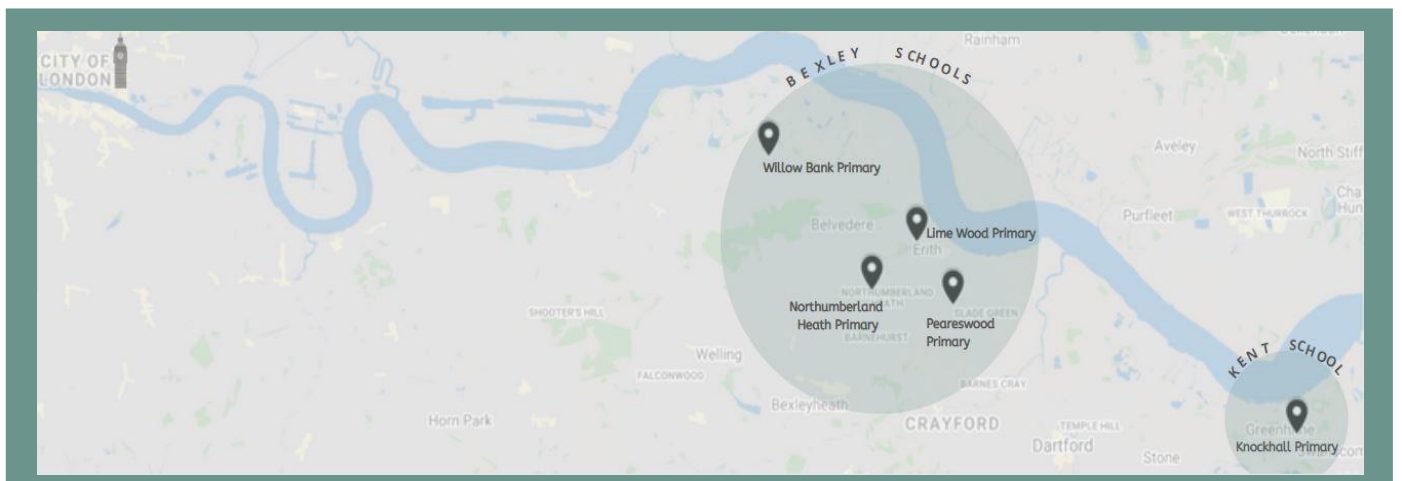 CITY OF
LONDON
BEXLEY SCHOOLS
Rainham
Willow Bank Primary
Aveley
North Stiff
Cha
Hun
Purfleet
WEST THURROCK
Belvedere
Lime Wood Primary
Erith
NORTHUMBERLAND
HEATH
Northumberland
Heath Primary
SLADE GREEN
Peareswood
Primary
BARNEHURST
SHOOTER'S HILL
Welling
FALCONWOOD
BARNES CRAY
Bexleyheath
Horn Park
CRAYFORD
TEMPLE HILL
Dartford
Stone
KENT SCHOOL
Knockhall Primary